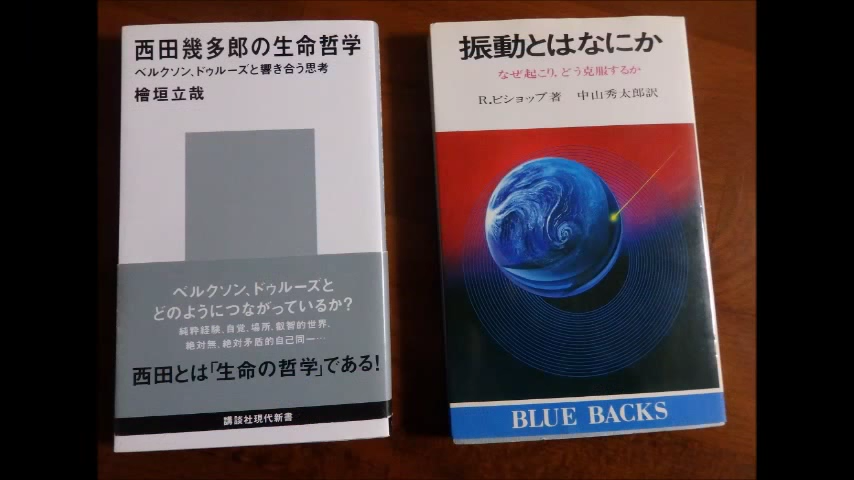 西田幾多郎の生命哲学
ベルクソン、ドゥルーズと響き合う思考
檜垣立哉
ベルクソン、ドゥルーズと
どのようにつながっているか?
純粋経験、自覚、場所、叡智的世界、
絶対無、絶対矛盾的自己同一…
西田とは「生命の哲学」である!
講談社現代新書
振動とはなにか
なぜ起こり、どう克服するか
R.ビショップ著 中山秀太郎訳
BLUE BACKS